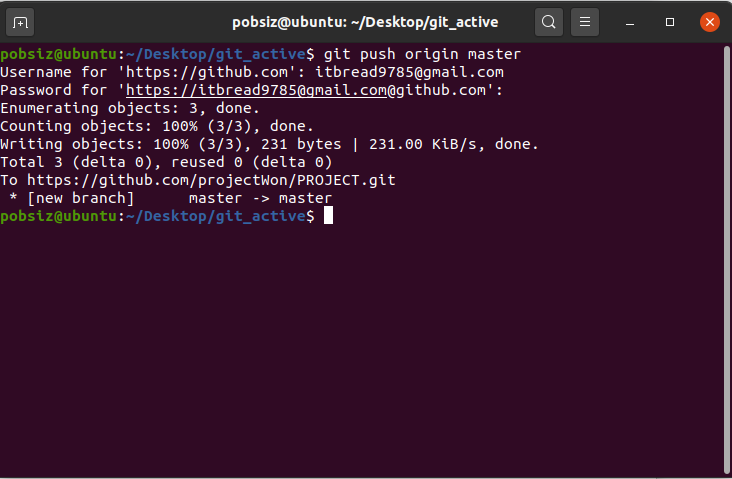 pobsiz@ubuntu: ~/Desktop/git_active
pobsiz@ubuntu:~/Desktop/git_active$ git push origin master
Username for 'https://github.com': itbread9785@gmail.com
Password for 'https://itbread9785@gmail.com@github.com':
Enumerating objects: 3, done.
Counting objects: 100% (3/3), done.
Writing objects: 100% (3/3), 231 bytes | 231.00 KiB/s, done.
Total 3 (delta 0), reused 0 (delta 0)
To https://github.com/projectWon/PROJECT.git
 * [new branch]      master -> master
pobsiz@ubuntu:~/Desktop/git_active$